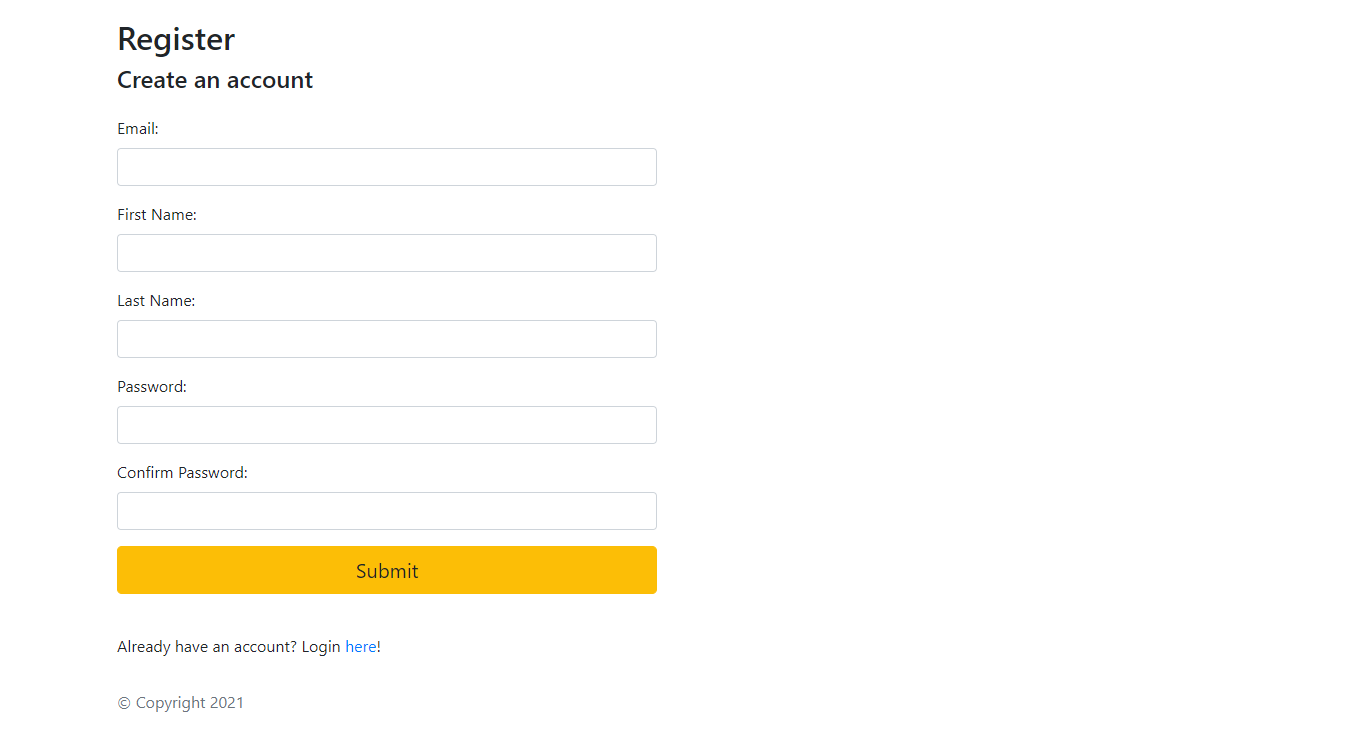 Register
Create an account
Email:
First Name:
Last Name:
Password:
Confirm Password:
Submit
Already have an account? Login here!
© Copyright 2021